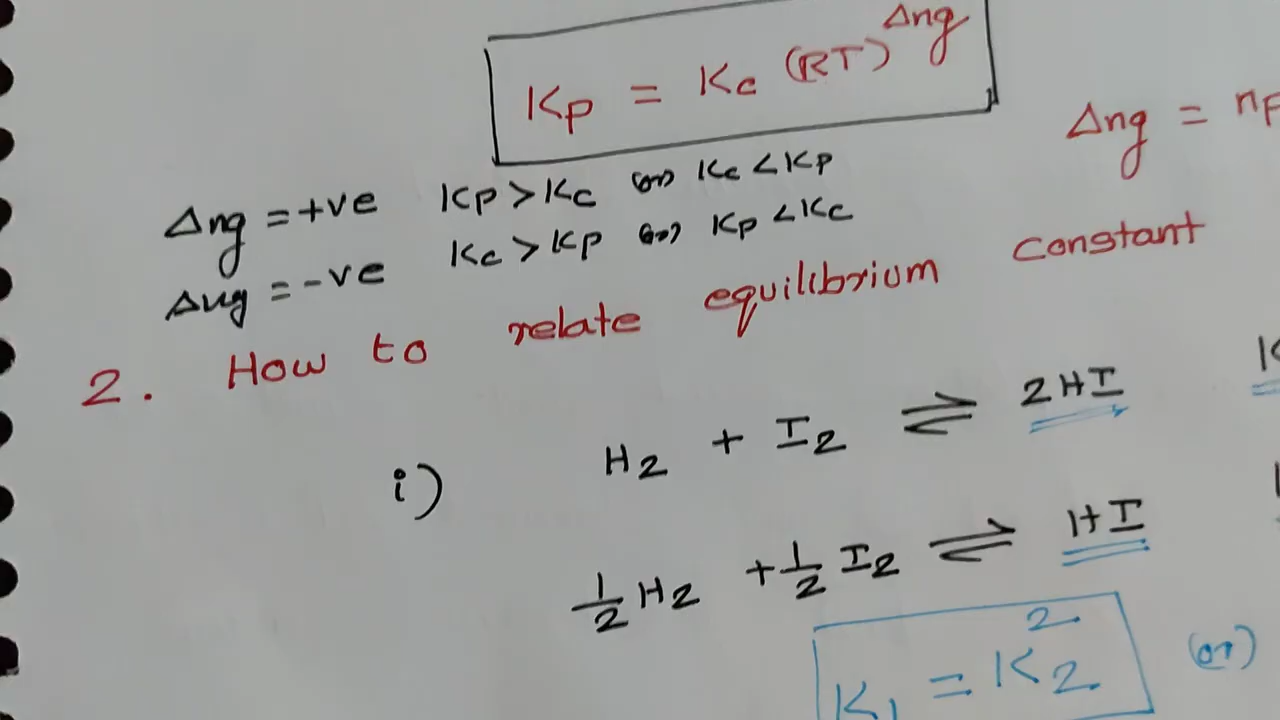 Kp = Kc (RT)^Δng
Δng = np
Δng = +ve Kp > Kc (or) Kc < Kp
Δng = -ve Kc > Kp (or) Kp < Kc
2. How to relate equilibrium constant
i) H2 + I2 ⇌ 2HI
1/2 H2 + 1/2 I2 ⇌ HI
K1 = K2^2 (or)